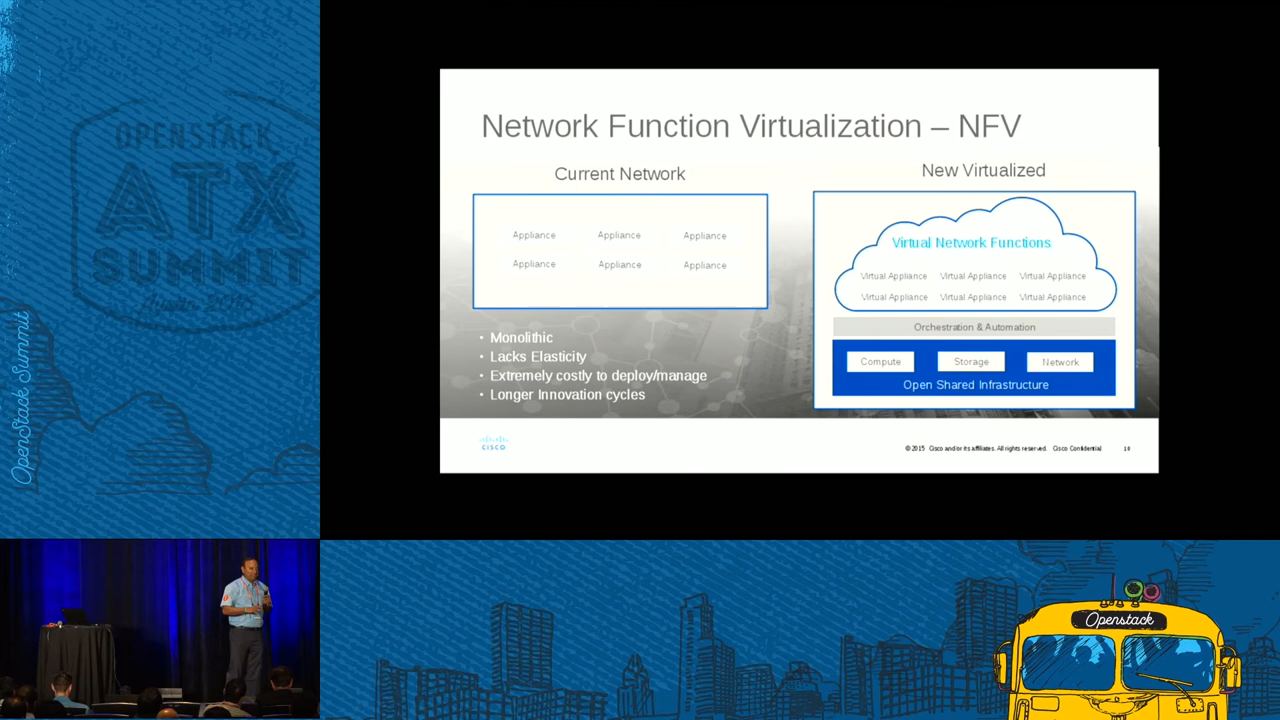 OPENSTACK
ATX
SUMMIT
OpenStack Summit
Network Function Virtualization – NFV
Current Network
Appliance Appliance Appliance
Appliance Appliance Appliance
• Monolithic
• Lacks Elasticity
• Extremely costly to deploy/manage
• Longer Innovation cycles
New Virtualized
Virtual Network Functions
Virtual Appliance Virtual Appliance Virtual Appliance
Virtual Appliance Virtual Appliance Virtual Appliance
Orchestration & Automation
Compute Storage Network
Open Shared Infrastructure
CISCO
© 2015 Cisco and/or its affiliates. All rights reserved. Cisco Confidential
Openstack